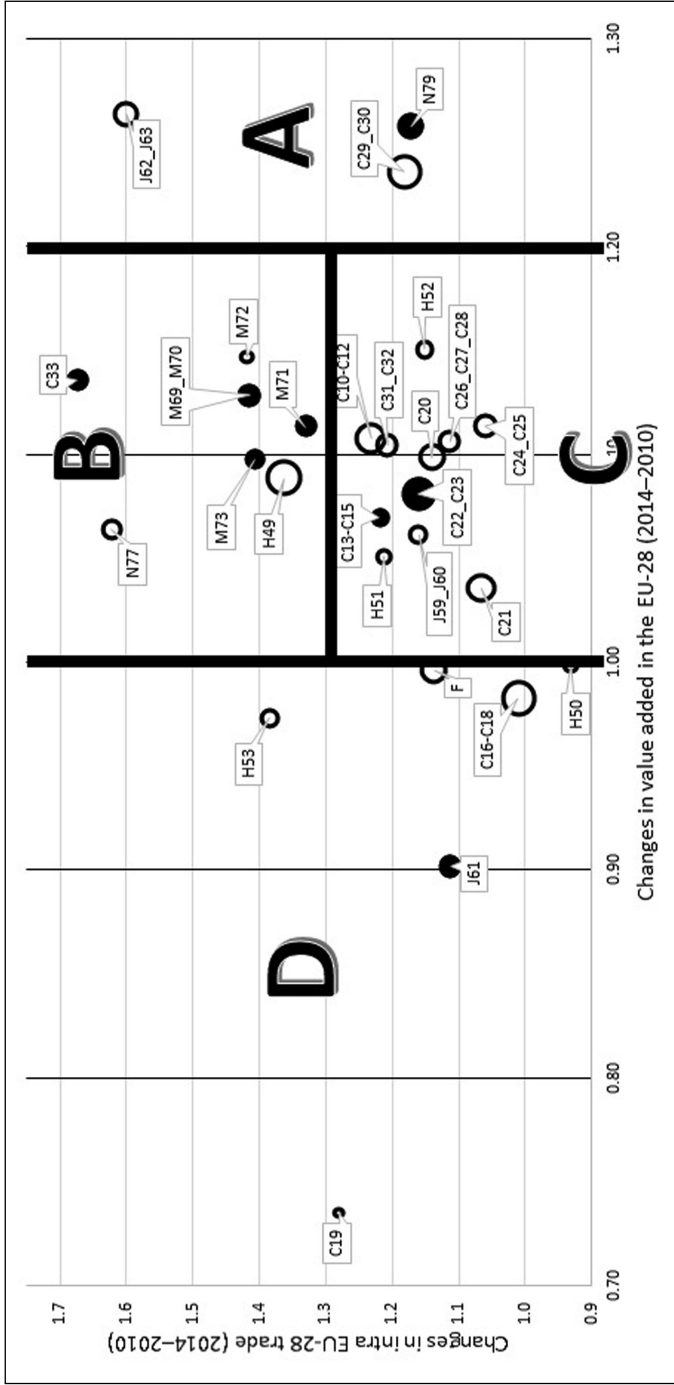 Changes in intra EU-28 trade (2014–2010)
1.7
1.6
1.5
1.4
1.3
1.2
1.1
1.0
0.9
D
C19
J61
H53
F
C16-C18
H50
B
C33
N77
M69_M70
M72
M73
M71
H49
C
C10-C12
C31_C32
H52
C13-C15
C20
H51
C26_C27_C28
J59_J60
C22_C23
C24_C25
C21
A
J62_J63
C29_C30
N79
0.70
0.80
0.90
1.00
10
1.20
1.30
Changes in value added in the EU-28 (2014–2010)